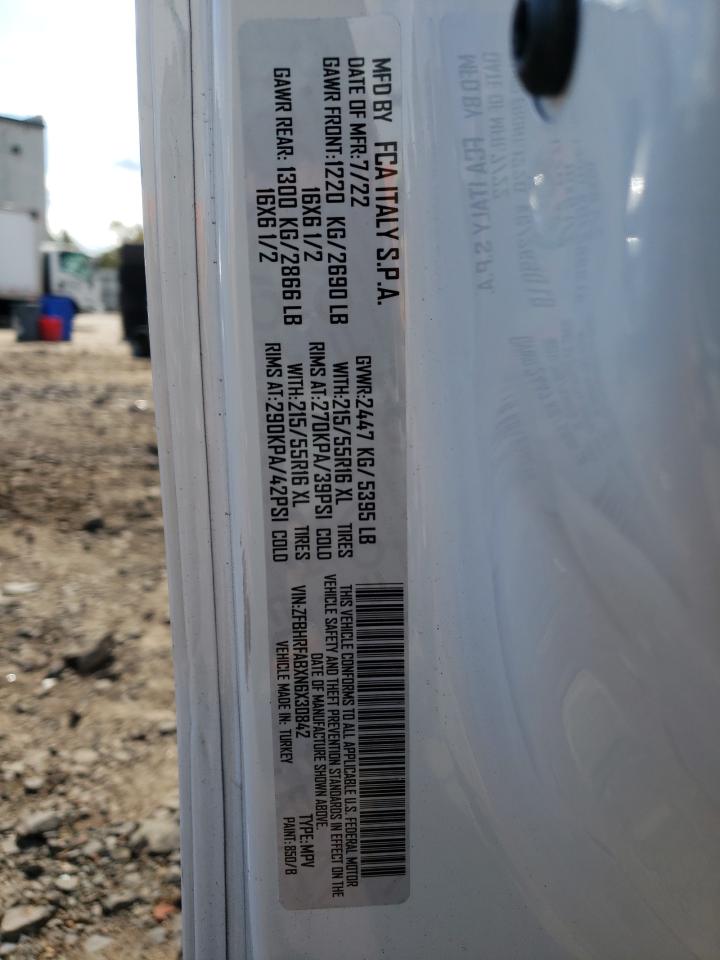 MFD BY FCA ITALY S.P.A.
DATE OF MFR:7/22 GVWR:2447 KG/ 5395 LB
GAWR FRONT:1220 KG/2690 LB WITH:215/55R16 XL TIRES
16X6 1/2 RIMS AT:270KPA/39PSI COLD
GAWR REAR: 1300 KG/2866 LB WITH:215/55R16 XL TIRES
16X6 1/2 RIMS AT:290KPA/42PSI COLD
THIS VEHICLE CONFORMS TO ALL APPLICABLE U.S. FEDERAL MOTOR
VEHICLE SAFETY AND THEFT PREVENTION STANDARDS IN EFFECT ON THE
DATE OF MANUFACTURE SHOWN ABOVE.
VIN:ZFBHRFABXN6X30842 TYPE:MPV
VEHICLE MADE IN: TURKEY PAINT:850/B